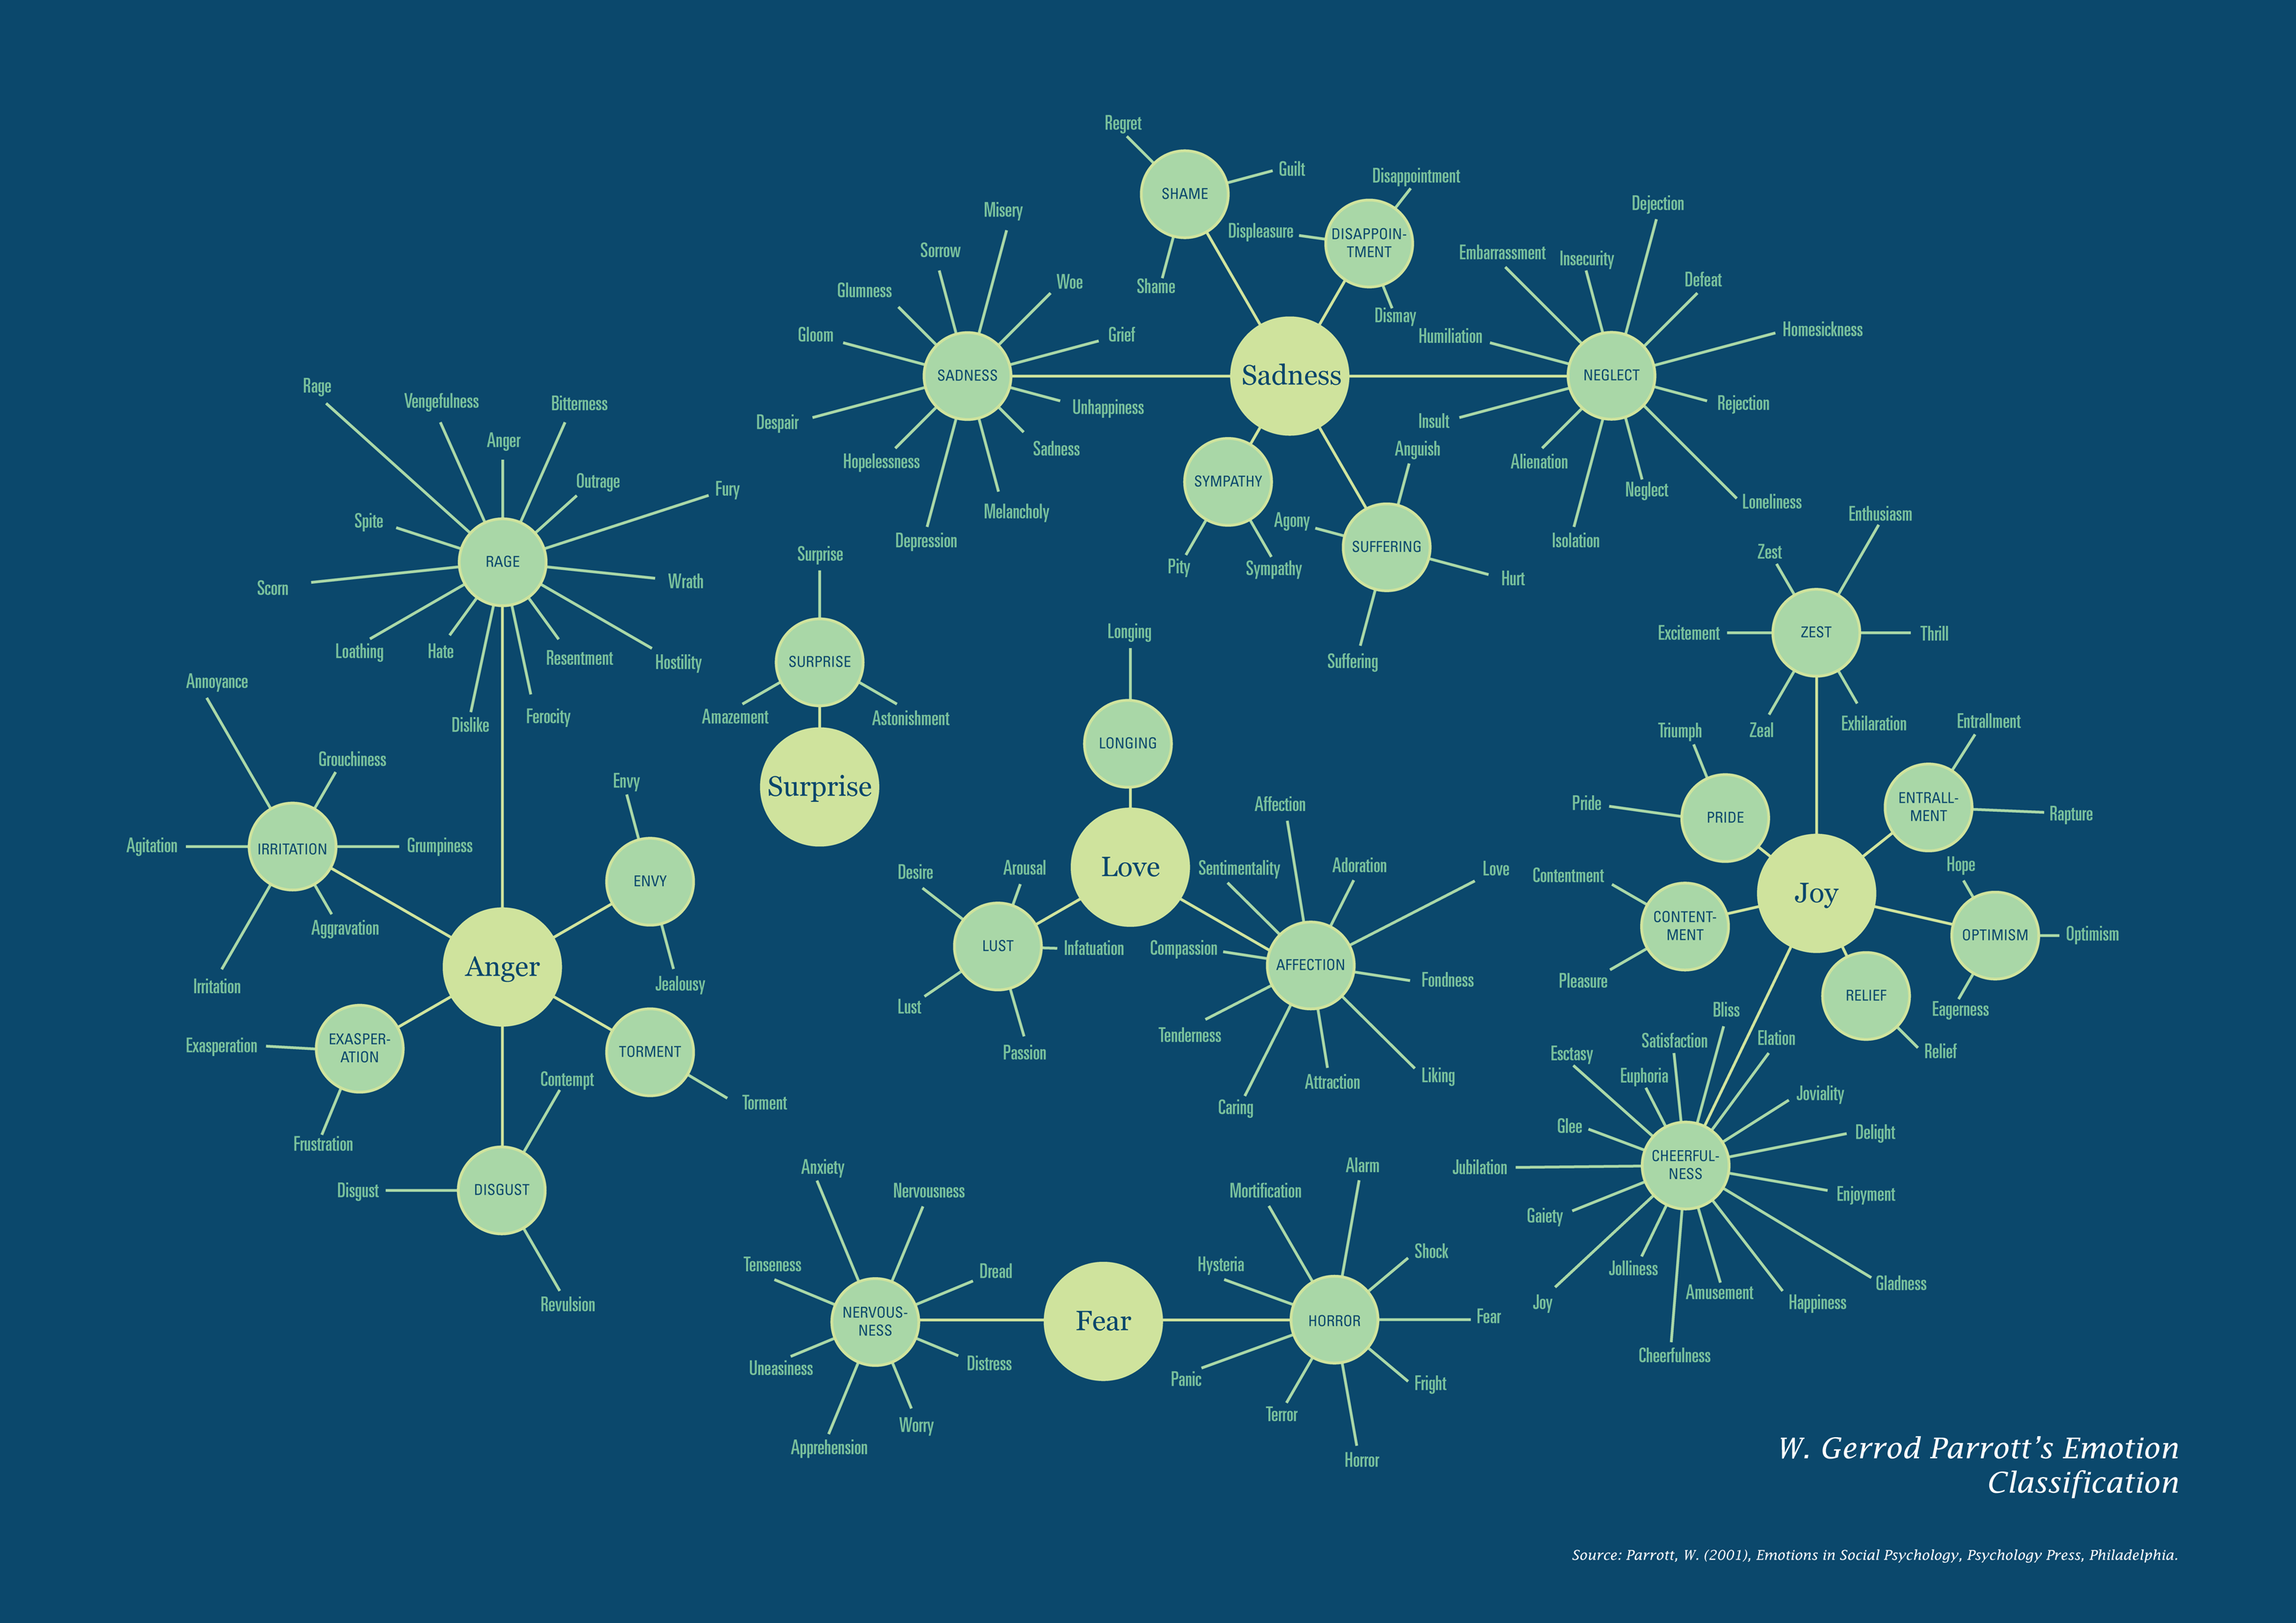 Regret
Guilt
SHAME
Shame
Disappointment
Displeasure
DISAPPOIN-
TMENT
Dismay
Misery
Sorrow
Woe
Glumness
Gloom
Grief
SADNESS
Unhappiness
Despair
Sadness
Hopelessness
Melancholy
Depression
Sadness
Dejection
Embarrassment
Insecurity
Defeat
Homesickness
Humiliation
NEGLECT
Rejection
Insult
Alienation
Neglect
Loneliness
Isolation
SYMPATHY
Pity
Sympathy
Anguish
Agony
SUFFERING
Hurt
Suffering
Rage
Vengefulness
Bitterness
Anger
Outrage
Fury
Spite
RAGE
Scorn
Wrath
Loathing
Hate
Resentment
Hostility
Dislike
Ferocity
Annoyance
Grouchiness
Agitation
IRRITATION
Grumpiness
Aggravation
Irritation
Envy
ENVY
Jealousy
Anger
EXASPER-
ATION
Exasperation
Frustration
TORMENT
Torment
Contempt
Disgust
DISGUST
Revulsion
Surprise
SURPRISE
Amazement
Astonishment
Surprise
Longing
LONGING
Love
Desire
Arousal
LUST
Infatuation
Lust
Passion
Affection
Sentimentality
Adoration
Love
Compassion
AFFECTION
Fondness
Tenderness
Attraction
Liking
Caring
Enthusiasm
Zest
Excitement
ZEST
Thrill
Zeal
Exhilaration
Triumph
Pride
PRIDE
Entrallment
ENTRALL-
MENT
Rapture
Joy
Contentment
CONTENT-
MENT
Pleasure
Hope
OPTIMISM
Optimism
Eagerness
RELIEF
Relief
Bliss
Satisfaction
Elation
Esctasy
Euphoria
Joviality
Glee
Delight
Jubilation
CHEERFUL-
NESS
Enjoyment
Gaiety
Jolliness
Amusement
Gladness
Joy
Happiness
Cheerfulness
Anxiety
Nervousness
Tenseness
Dread
NERVOUS-
NESS
Uneasiness
Distress
Worry
Apprehension
Fear
Alarm
Mortification
Shock
Hysteria
HORROR
Fear
Panic
Fright
Terror
Horror
W. Gerrod Parrott’s Emotion
Classification
Source: Parrott, W. (2001), Emotions in Social Psychology, Psychology Press, Philadelphia.